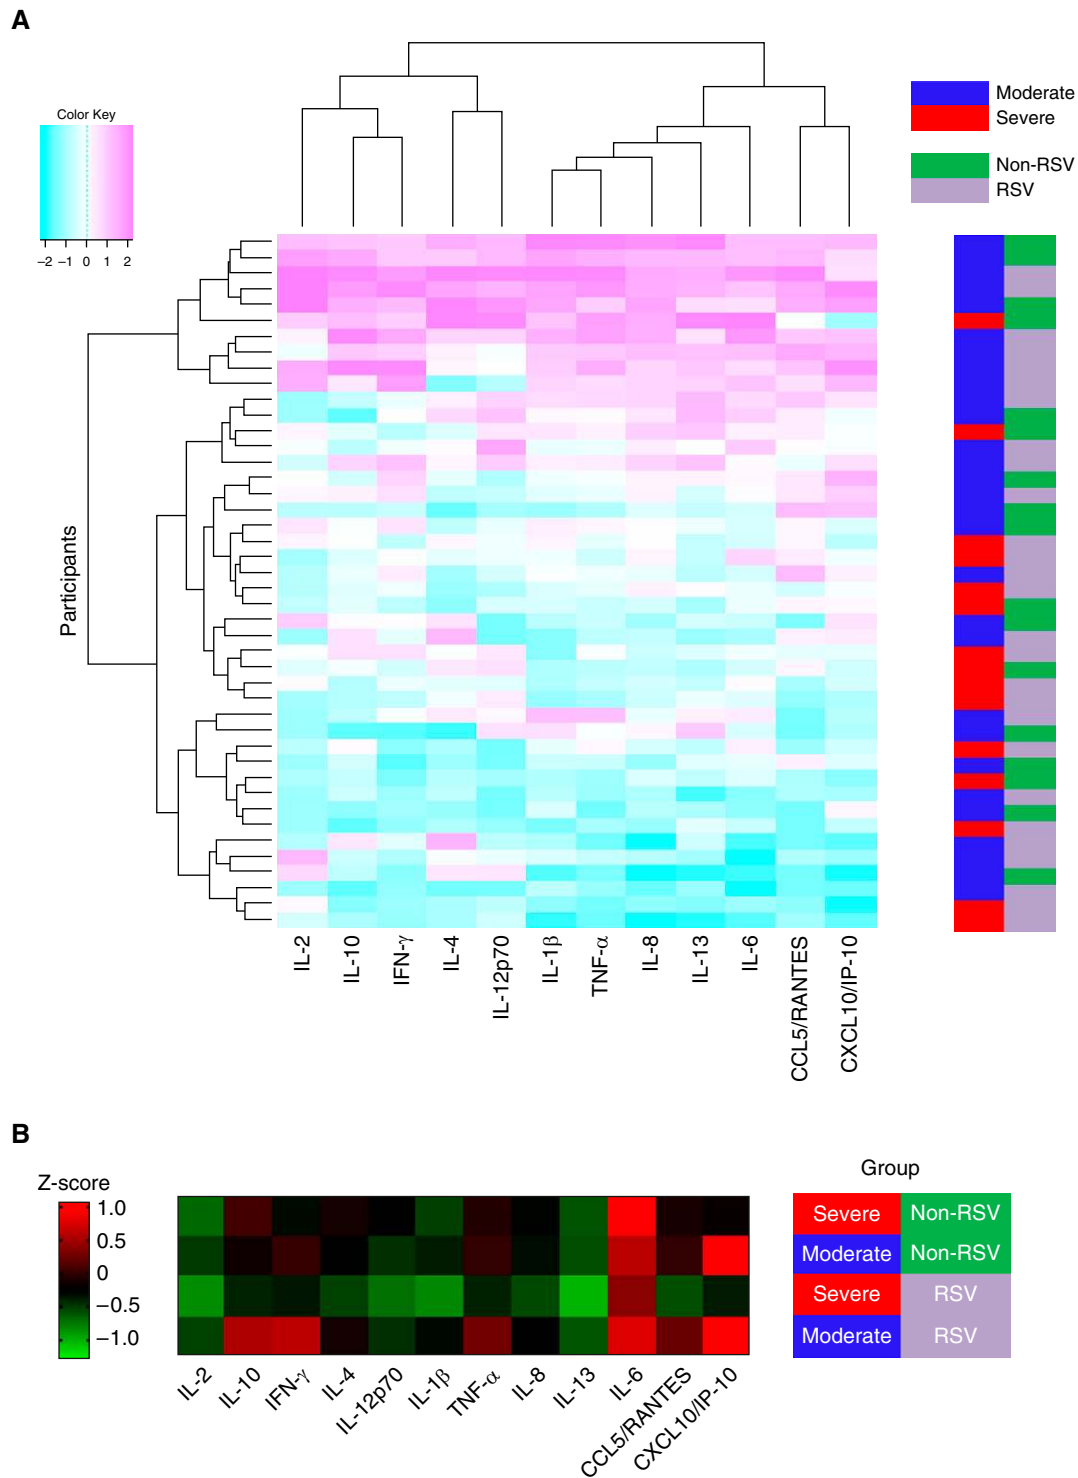 A
Color Key
−2 −1 0 1 2
Moderate
Severe
Non-RSV
RSV
Participants
IL-2
IL-10
IFN-γ
IL-4
IL-12p70
IL-1β
TNF-α
IL-8
IL-13
IL-6
CCL5/RANTES
CXCL10/IP-10
B
Z-score
1.0
0.5
0
−0.5
−1.0
Group
Severe Non-RSV
Moderate Non-RSV
Severe RSV
Moderate RSV
IL-2
IL-10
IFN-γ
IL-4
IL-12p70
IL-1β
TNF-α
IL-8
IL-13
IL-6
CCL5/RANTES
CXCL10/IP-10